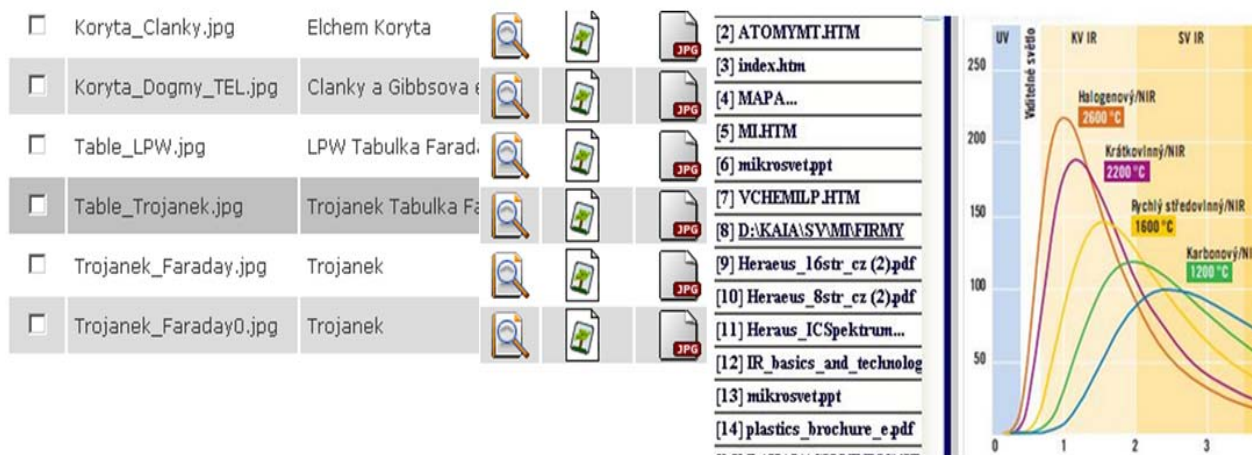 Koryta_Clanky.jpg Elchem Koryta JPG
Koryta_Dogmy_TEL.jpg Clanky a Gibbsova JPG
Table_LPW.jpg LPW Tabulka Farad JPG
Table_Trojanek.jpg Trojanek Tabulka Fa JPG
Trojanek_Faraday.jpg Trojanek JPG
Trojanek_Faraday0.jpg Trojanek JPG
[2] ATOMYMT.HTM
[3] index.htm
[4] MAPA...
[5] MI.HTM
[6] mikrosvet.ppt
[7] VCHEMILP.HTM
[8] D:\KAIA\SV\MI\FIRMY
[9] Heraeus_16str_cz (2).pdf
[10] Heraeus_8str_cz (2).pdf
[11] Heraus_ICSpektrum...
[12] IR_basics_and_technolog
[13] mikrosvet.ppt
[14] plastics_brochure_e.pdf
UV
Viditelné světlo
KV IR
SV IR
250
200
150
100
50
Halogenový/NIR
2600 °C
Krátkovlnný/NIR
2200 °C
Rychlý středovlnný/NIR
1600 °C
Karbonový/NI
1200 °C
0 1 2 3